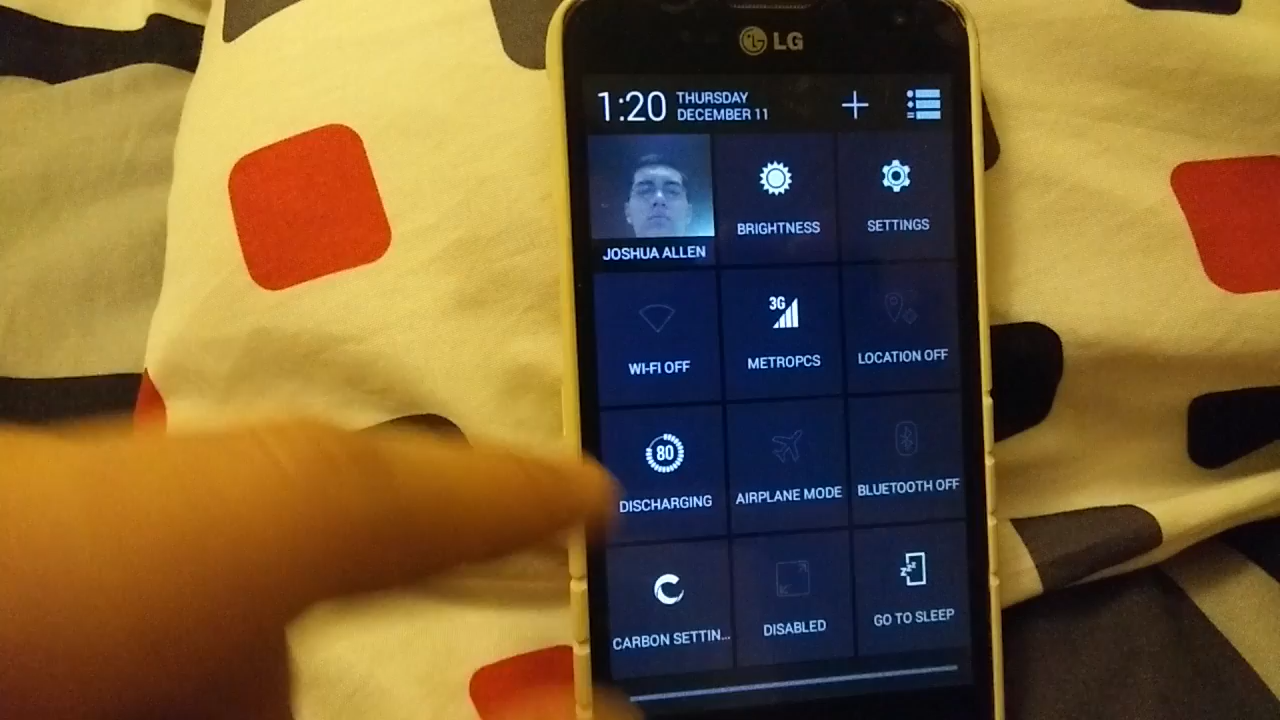 LG
1:20
THURSDAY
DECEMBER 11
JOSHUA ALLEN
BRIGHTNESS
SETTINGS
WI-FI OFF
3G
METROPCS
LOCATION OFF
80
DISCHARGING
AIRPLANE MODE
BLUETOOTH OFF
CARBON SETTIN...
DISABLED
zzz
GO TO SLEEP